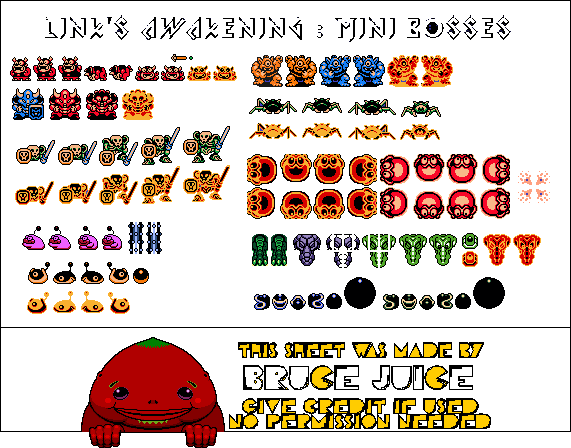 LINK'S AWAKENING : MINI BOSSES
THIS SHEET WAS MADE BY
BRUCE JUICE
GIVE CREDIT IF USED
NO PERMISSION NEEDED